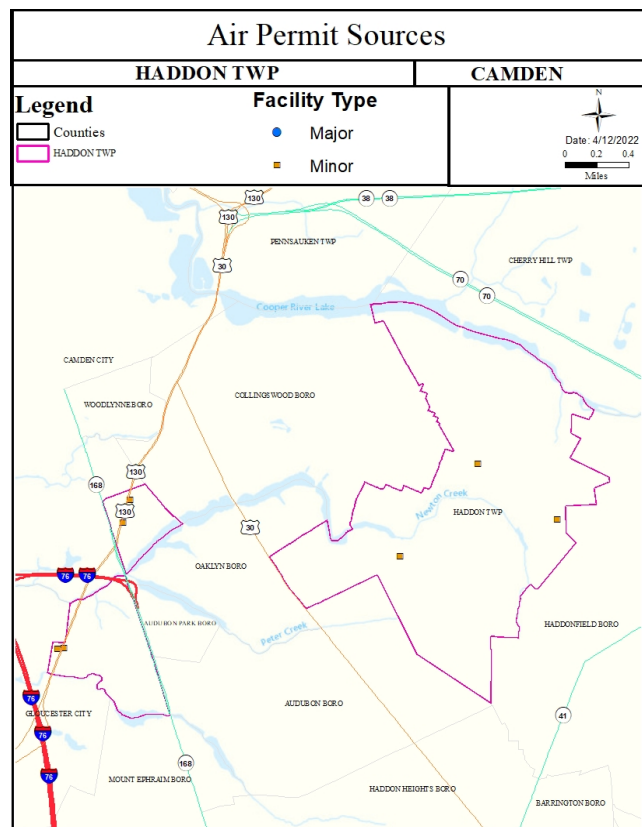 Air Permit Sources
HADDON TWP
CAMDEN
Legend
Counties
HADDON TWP
Facility Type
Major
Minor
N
Date: 4/12/2022
0 0.2 0.4
Miles
130
130
38 38
PENNSAUKEN TWP
30
CHERRY HILL TWP
70
70
Cooper River Lake
CAMDEN CITY
COLLINGSWOOD BORO
WOODLYNNE BORO
130
168
130
Newton Creek
HADDON TWP
30
OAKLYN BORO
76 76
AUDUBON PARK BORO
HADDONFIELD BORO
Peter Creek
76
AUDUBON BORO
GLOUCESTER CITY
41
76
168
76
MOUNT EPHRAIM BORO
HADDON HEIGHTS BORO
BARRINGTON BORO